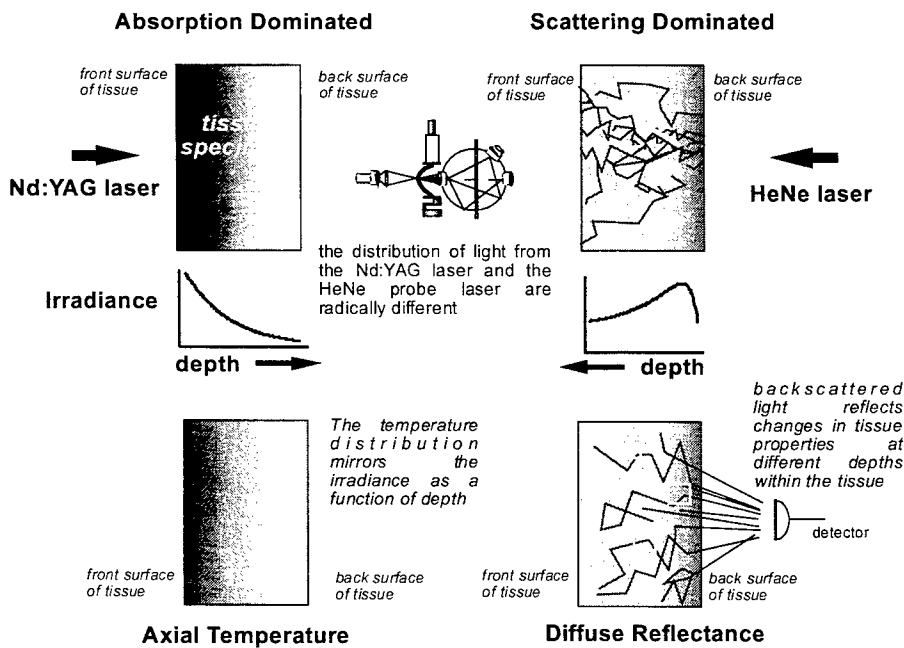 Absorption Dominated
Scattering Dominated
front surface
of tissue
back surface
of tissue
front surface
of tissue
back surface
of tissue
Nd:YAG laser
HeNe laser
the distribution of light from
the Nd:YAG laser and the
HeNe probe laser are
radically different
Irradiance
depth
depth
The temperature
distribution
mirrors the
irradiance as a
function of depth
backscattered
light reflects
changes in tissue
properties at
different depths
within the tissue
detector
front surface
of tissue
back surface
of tissue
front surface
of tissue
back surface
of tissue
Axial Temperature
Diffuse Reflectance